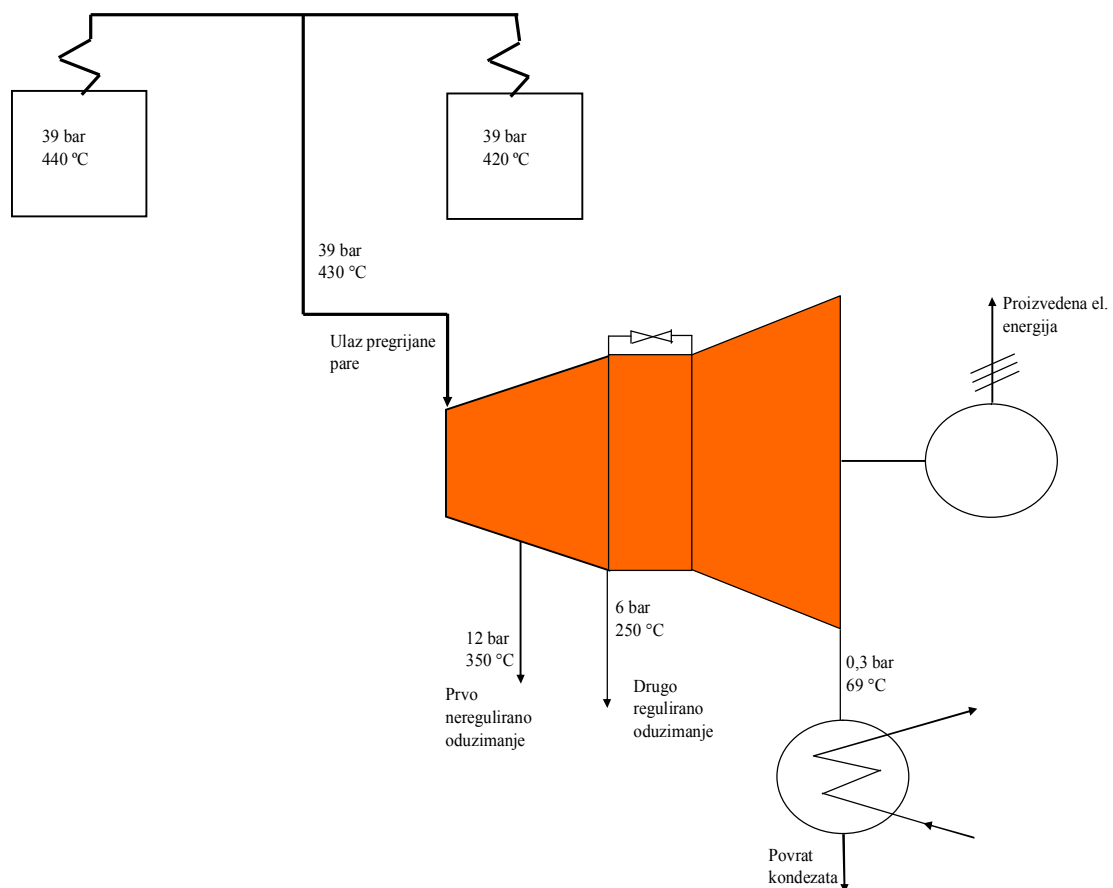 39 bar
440 ºC
39 bar
420 ºC
39 bar
430 °C
Ulaz pregrijane
pare
Proizvedena el.
energija
12 bar
350 °C
Prvo
neregulirano
oduzimanje
6 bar
250 °C
Drugo
regulirano
oduzimanje
0,3 bar
69 °C
Povrat
kondezata